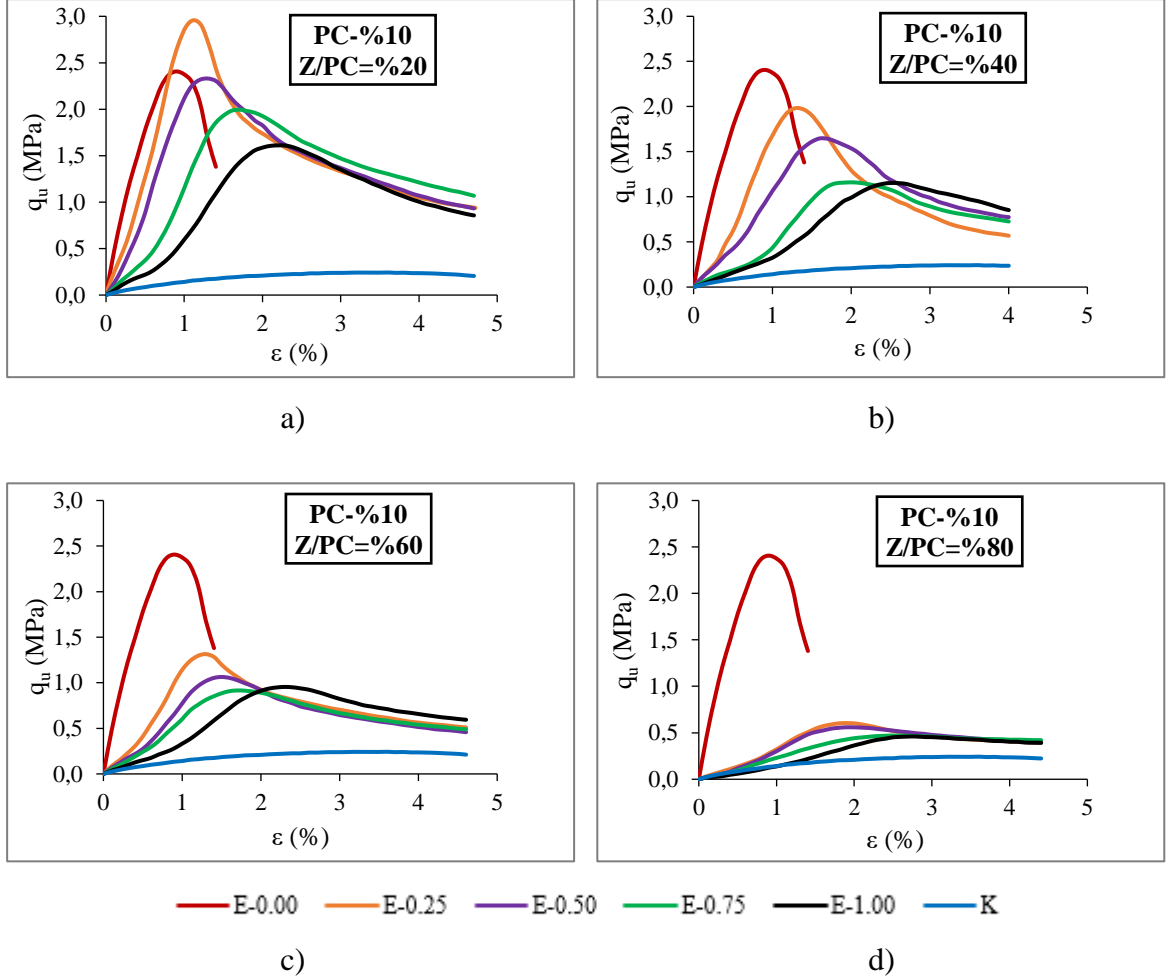 3,0
2,5
2,0
1,5
1,0
0,5
0,0
qu (MPa)
PC-%10
Z/PC=%20
0 1 2 3 4 5
ε (%)
a)
3,0
2,5
2,0
1,5
1,0
0,5
0,0
qu (MPa)
PC-%10
Z/PC=%40
0 1 2 3 4 5
ε (%)
b)
3,0
2,5
2,0
1,5
1,0
0,5
0,0
qu (MPa)
PC-%10
Z/PC=%60
0 1 2 3 4 5
ε (%)
3,0
2,5
2,0
1,5
1,0
0,5
0,0
qu (MPa)
PC-%10
Z/PC=%80
0 1 2 3 4 5
ε (%)
E-0.00 E-0.25 E-0.50 E-0.75 E-1.00 K
c)
d)